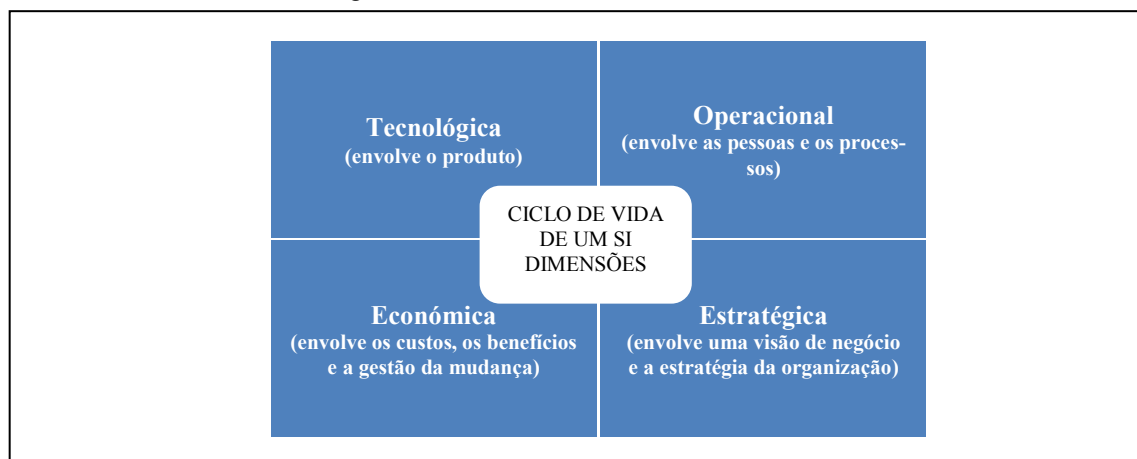 Tecnológica
(envolve o produto)
Operacional
(envolve as pessoas e os proces-
sos)
CICLO DE VIDA
DE UM SI
DIMENSÕES
Económica
(envolve os custos, os benefícios
e a gestão da mudança)
Estratégica
(envolve uma visão de negócio
e a estratégia da organização)